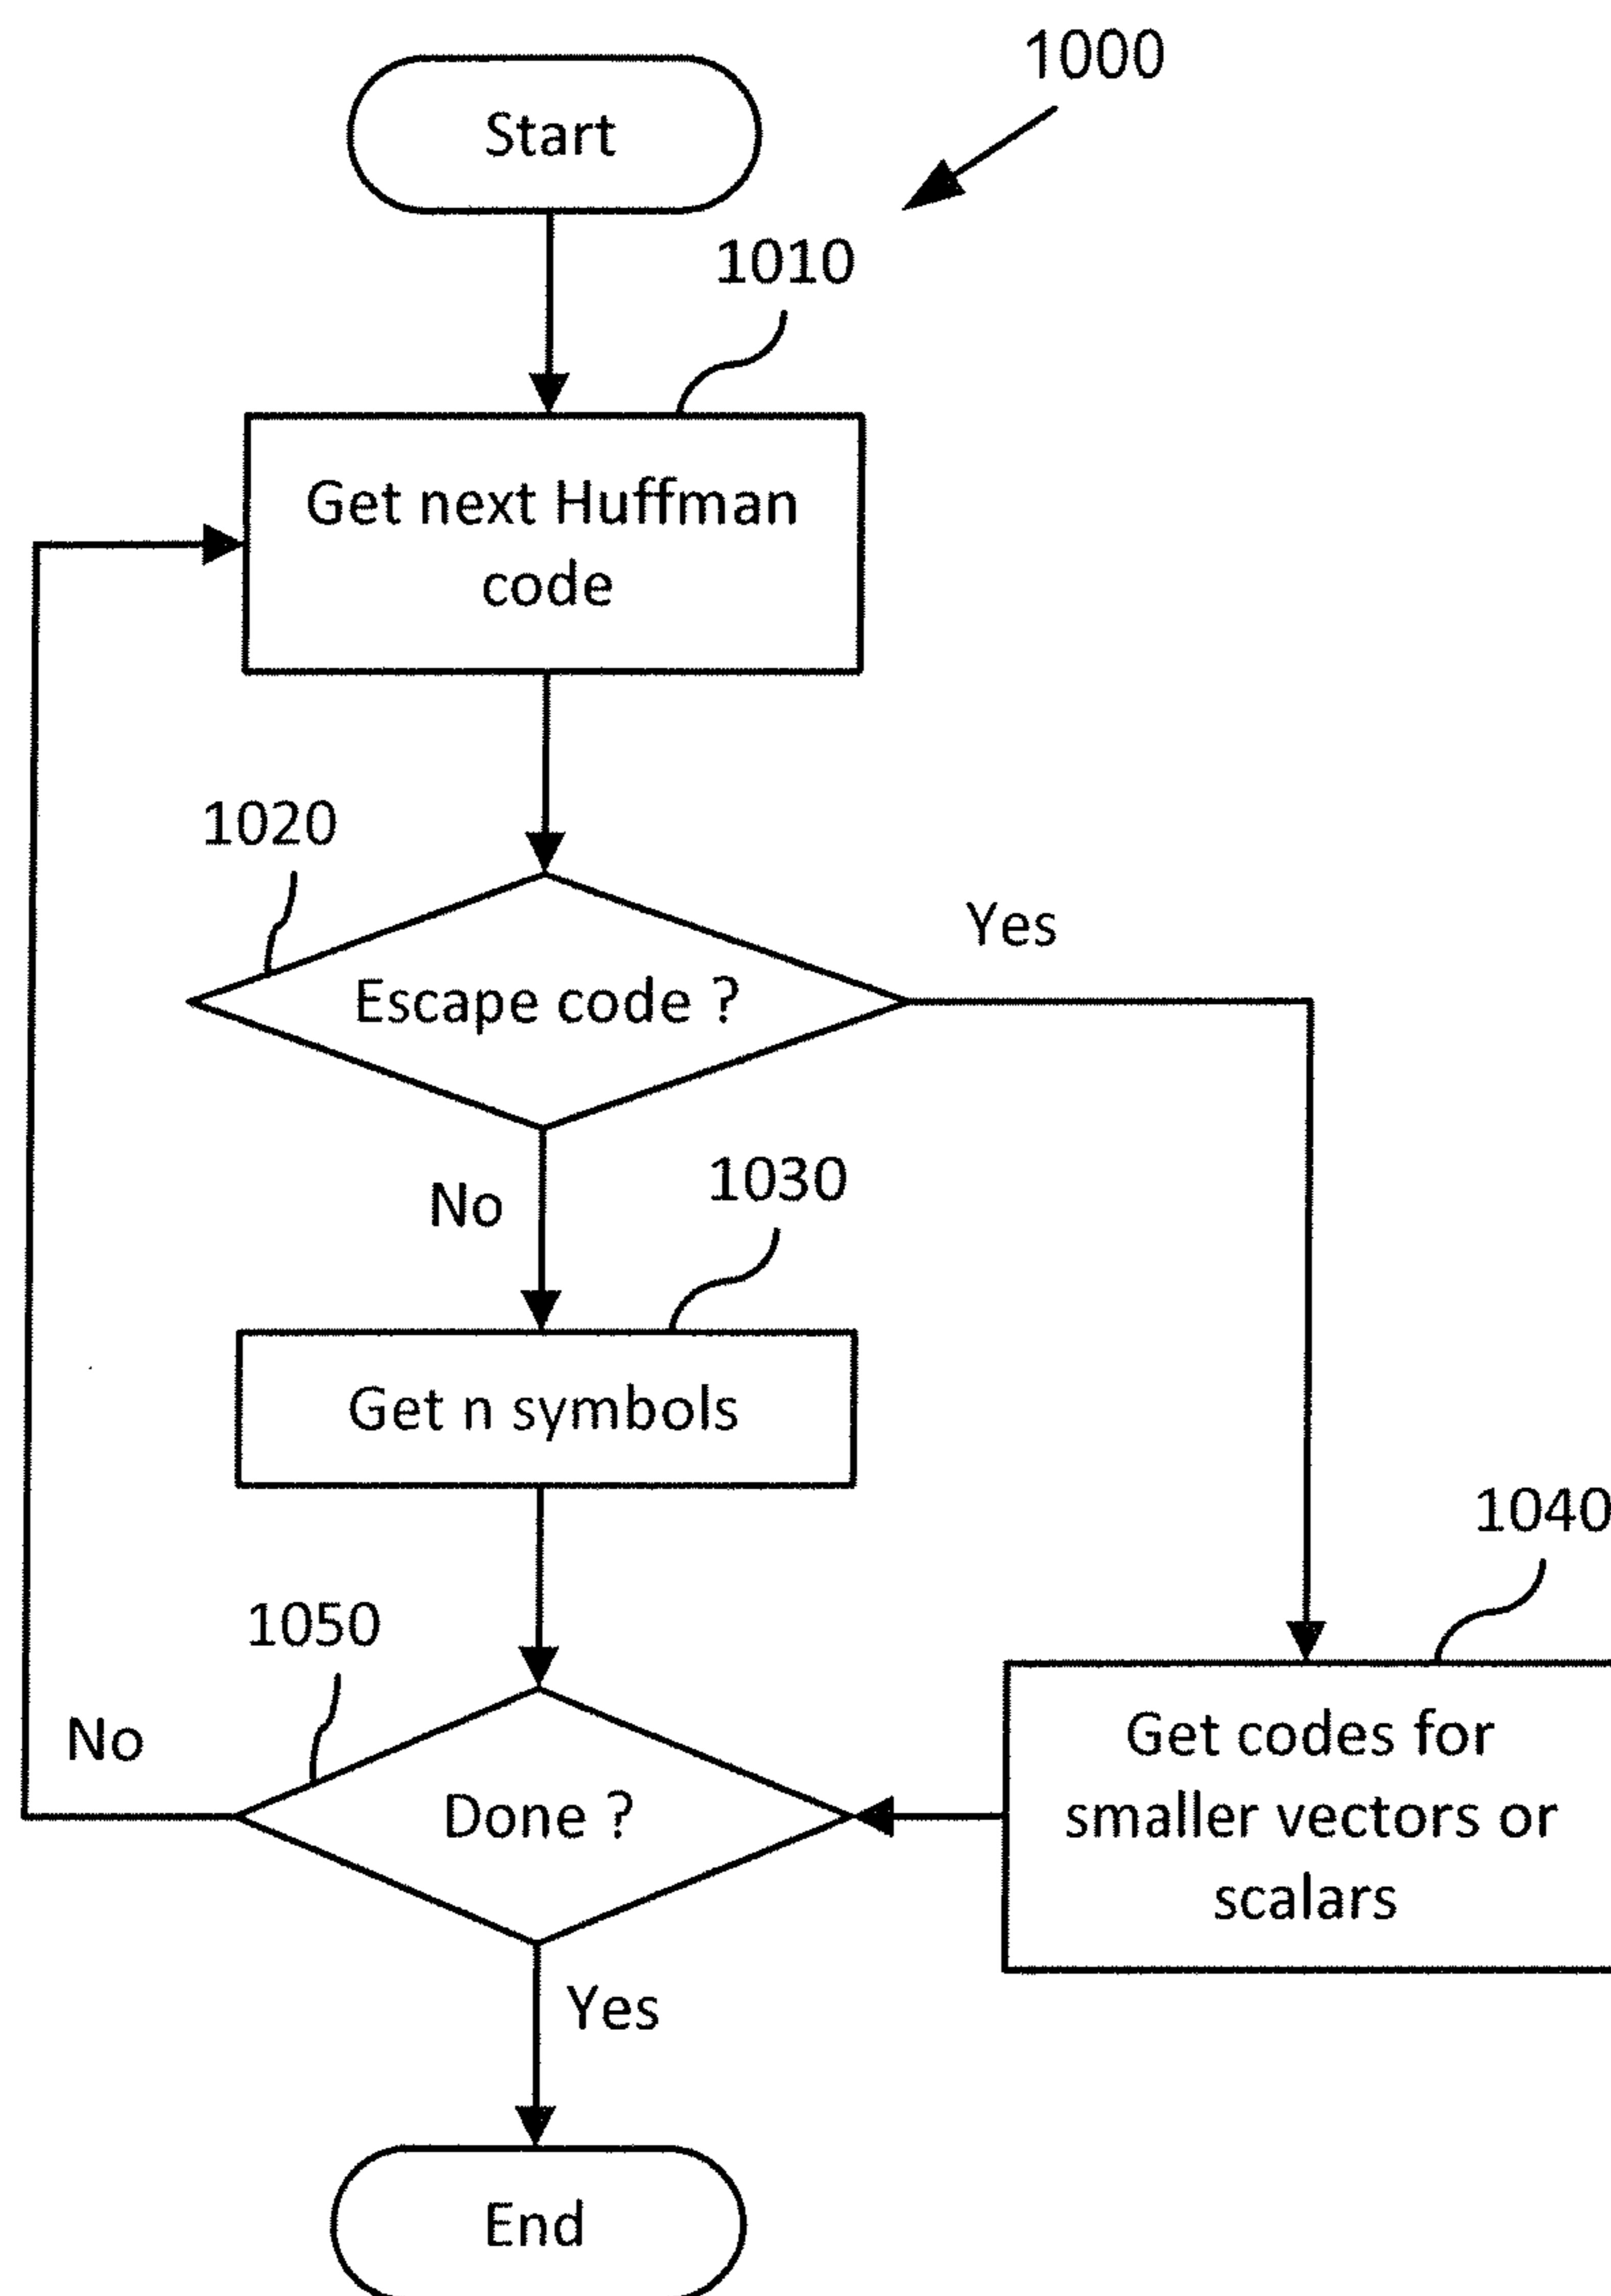 1000
Start
1010
Get next Huffman
code
1020
Yes
Escape code ?
No
1030
Get n symbols
1040
1050
No
Done ?
Get codes for
smaller vectors or
scalars
Yes
End